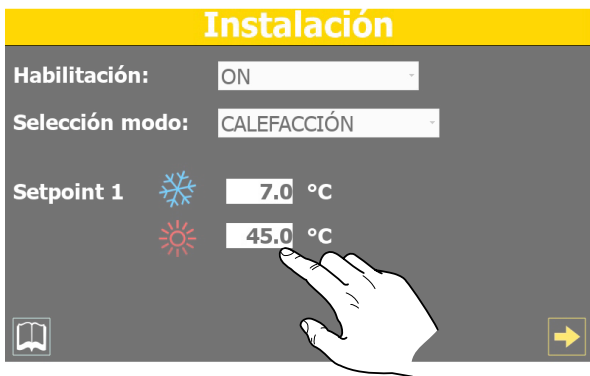 Instalación
Habilitación: ON
Selección modo: CALEFACCIÓN
Setpoint 1 7.0 °C
45.0 °C